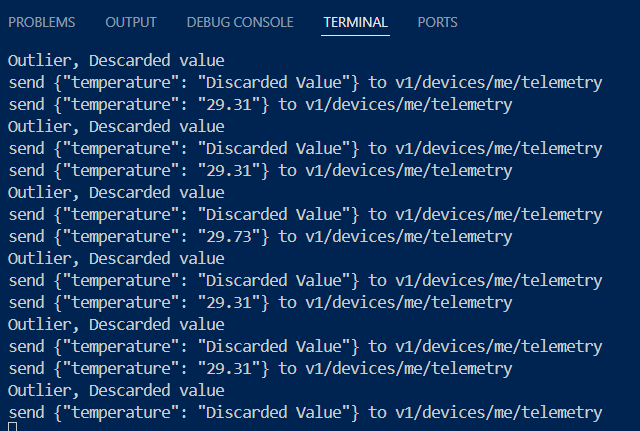 PROBLEMS OUTPUT DEBUG CONSOLE TERMINAL PORTS
Outlier, Descarded value
send {"temperature": "Discarded Value"} to v1/devices/me/telemetry
send {"temperature": "29.31"} to v1/devices/me/telemetry
Outlier, Descarded value
send {"temperature": "Discarded Value"} to v1/devices/me/telemetry
send {"temperature": "29.31"} to v1/devices/me/telemetry
Outlier, Descarded value
send {"temperature": "Discarded Value"} to v1/devices/me/telemetry
send {"temperature": "29.73"} to v1/devices/me/telemetry
Outlier, Descarded value
send {"temperature": "Discarded Value"} to v1/devices/me/telemetry
send {"temperature": "29.31"} to v1/devices/me/telemetry
Outlier, Descarded value
send {"temperature": "Discarded Value"} to v1/devices/me/telemetry
send {"temperature": "29.31"} to v1/devices/me/telemetry
Outlier, Descarded value
send {"temperature": "Discarded Value"} to v1/devices/me/telemetry